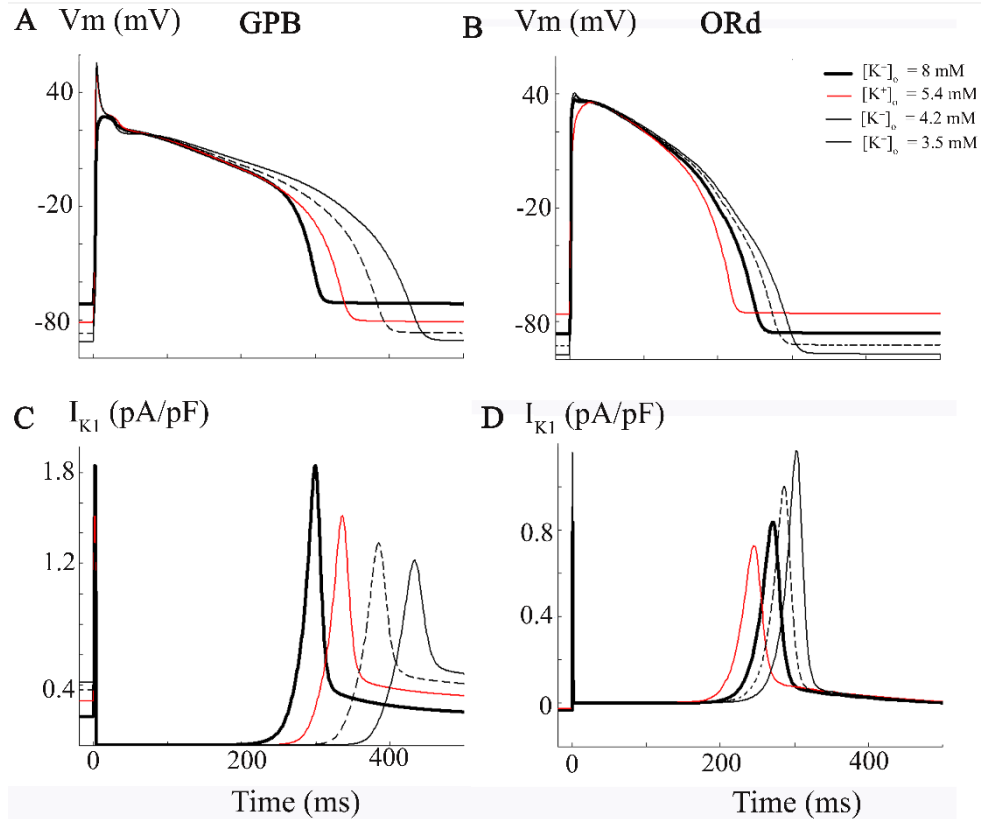 A Vm (mV) GPB
40
-20
-80
B Vm (mV) ORd
40
-20
-80
[K⁻]ₒ = 8 mM
[K⁺]ₒ = 5.4 mM
[K⁻]ₒ = 4.2 mM
[K⁻]ₒ = 3.5 mM
C I_K1 (pA/pF)
1.8
1.2
0.4
0 200 400
Time (ms)
D I_K1 (pA/pF)
0.8
0.4
0
0 200 400
Time (ms)